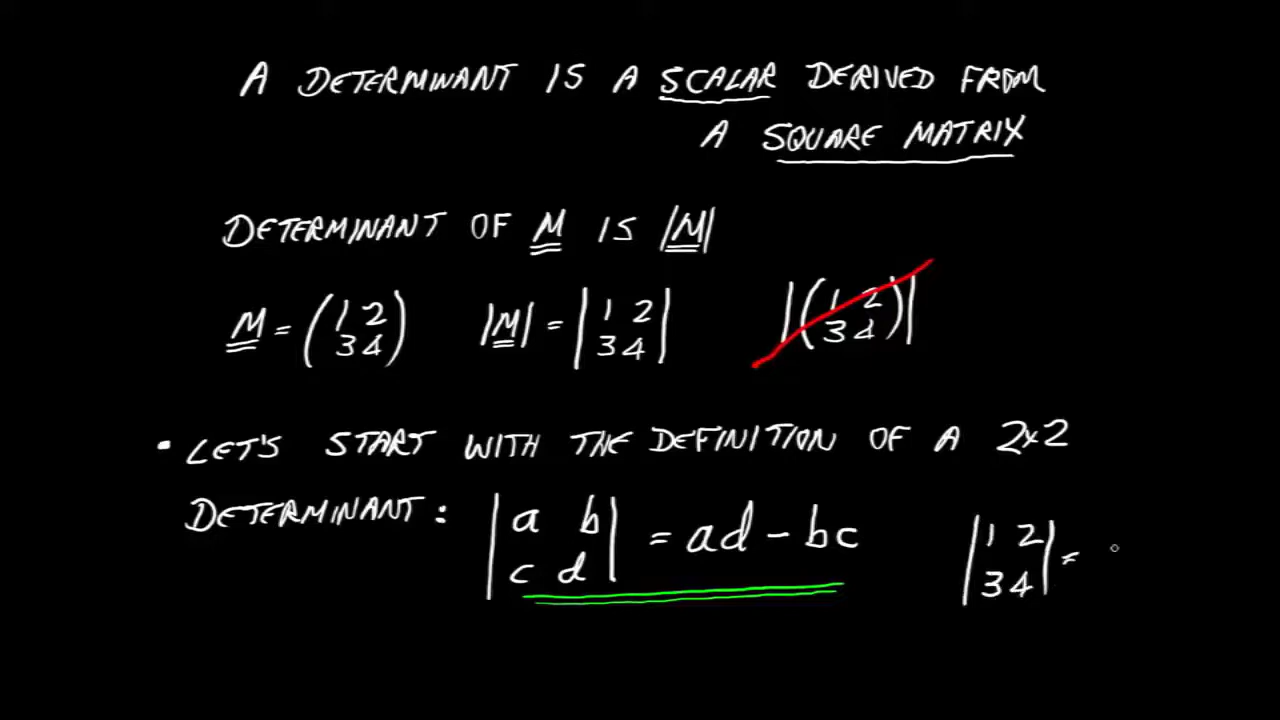 A DETERMINANT IS A SCALAR DERIVED FROM
A SQUARE MATRIX
DETERMINANT OF M IS |M|
M = (1 2 |M| = |1 2| |(1 2)|
3 4) |3 4| |(3 4)|
• LET'S START WITH THE DEFINITION OF A 2x2
DETERMINANT: |a b| = ad - bc |1 2| =
|c d| |3 4|